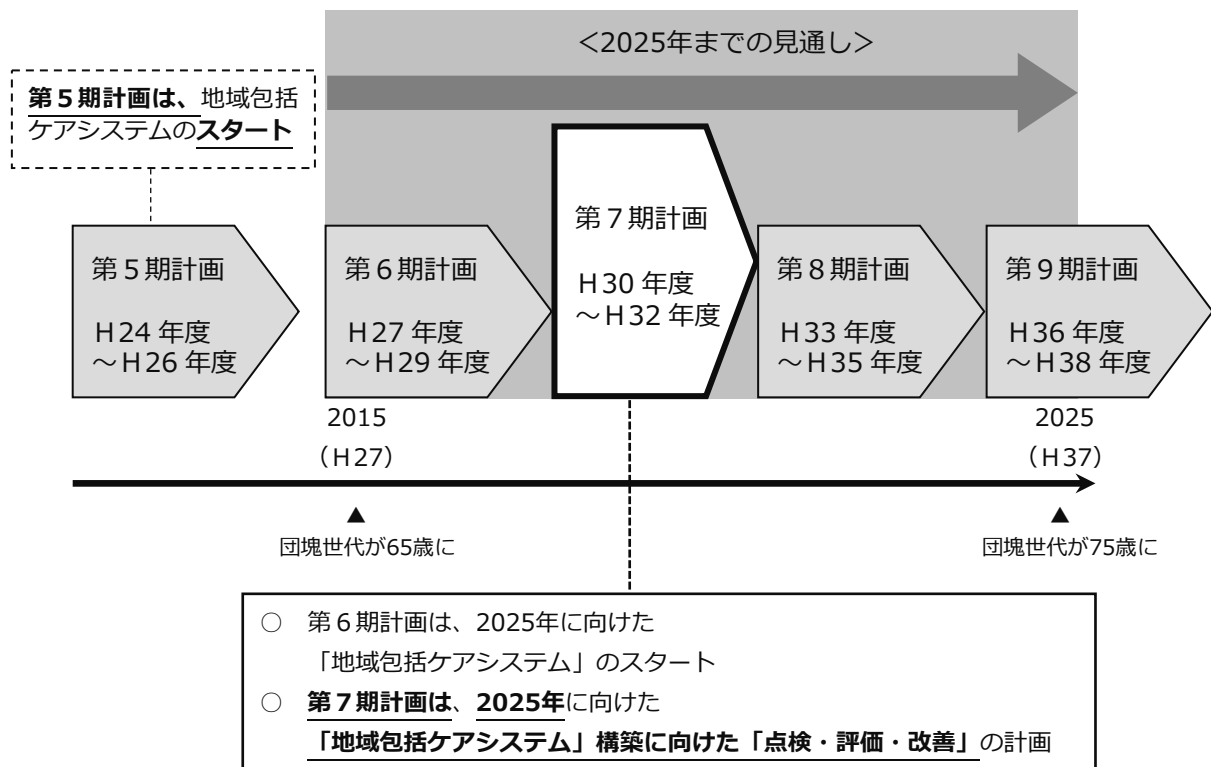 ＜2025年までの見通し＞
第５期計画は、地域包括
ケアシステムのスタート
第５期計画
Ｈ24 年度
～Ｈ26 年度
第６期計画
Ｈ27 年度
～Ｈ29 年度
第７期計画
Ｈ30 年度
～Ｈ32 年度
第８期計画
Ｈ33 年度
～Ｈ35 年度
第９期計画
Ｈ36 年度
～Ｈ38 年度
2015
（Ｈ27）
2025
（Ｈ37）
▲
団塊世代が65歳に
▲
団塊世代が75歳に
○　第６期計画は、2025年に向けた
「地域包括ケアシステム」のスタート
○　第７期計画は、2025年に向けた
「地域包括ケアシステム」構築に向けた「点検・評価・改善」の計画